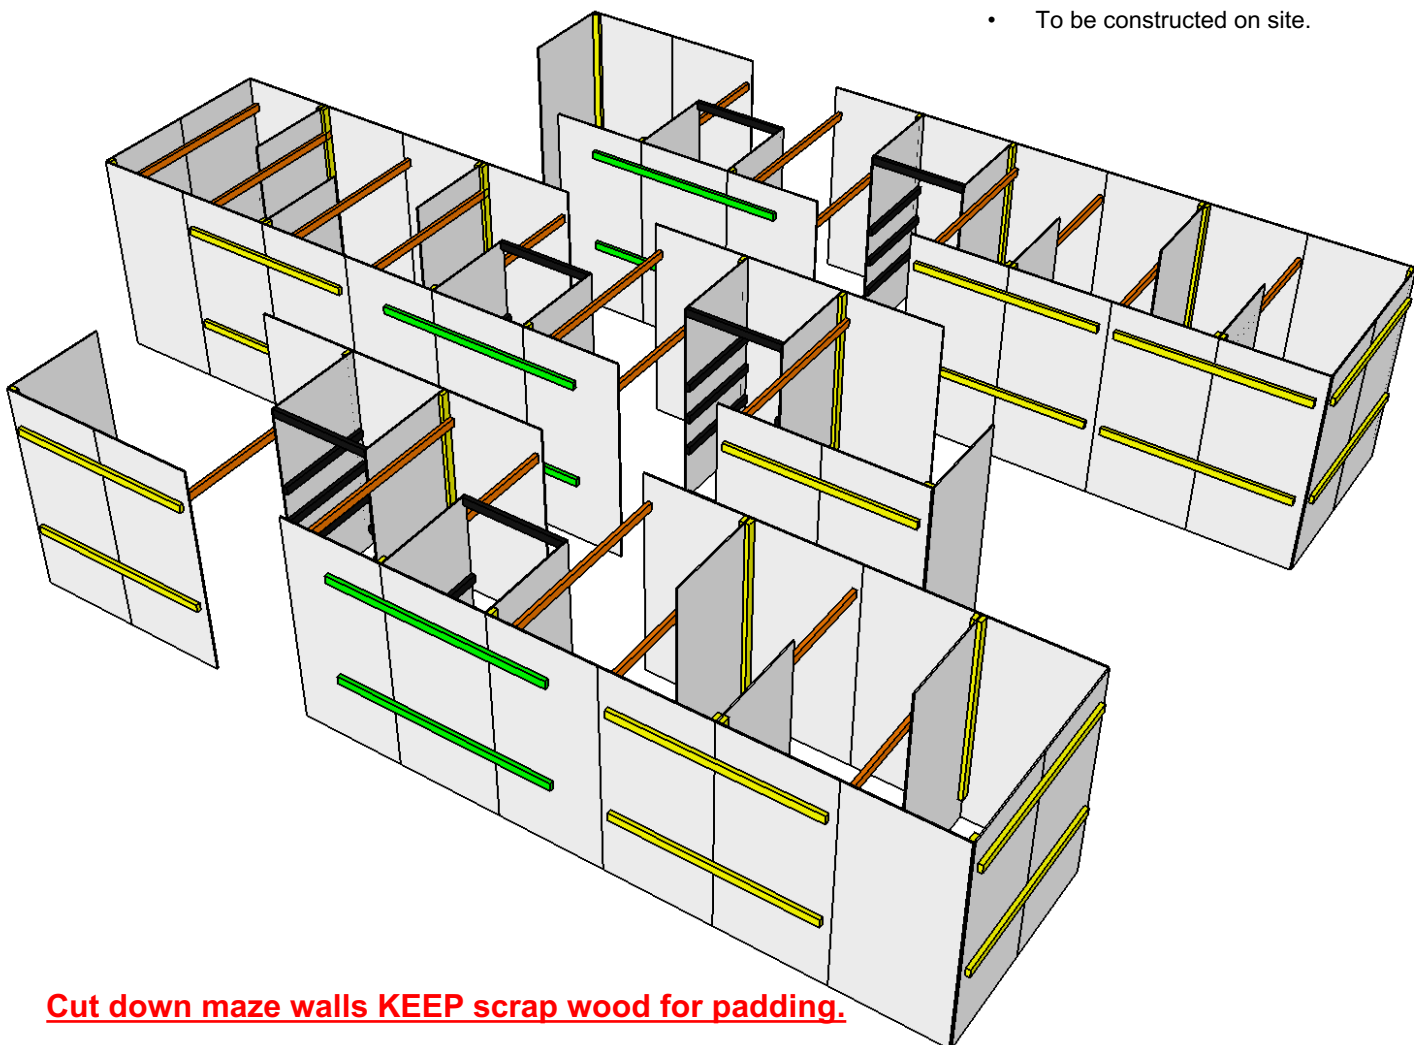 • To be constructed on site.
Cut down maze walls KEEP scrap wood for padding.